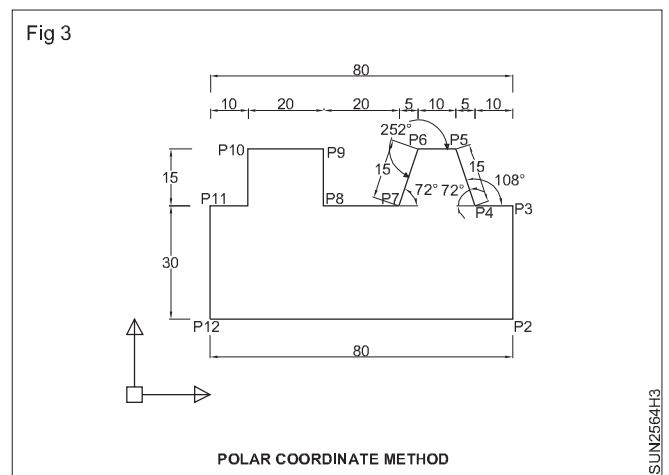 Fig 3
80
10 20 20 5 10 5 10
252°
P10 P9 P6 P5
15 15 15 108°
72° 72°
P11 P8 P7 P4 P3
30
P12 P2
80
POLAR COORDINATE METHOD
SUN2564H3